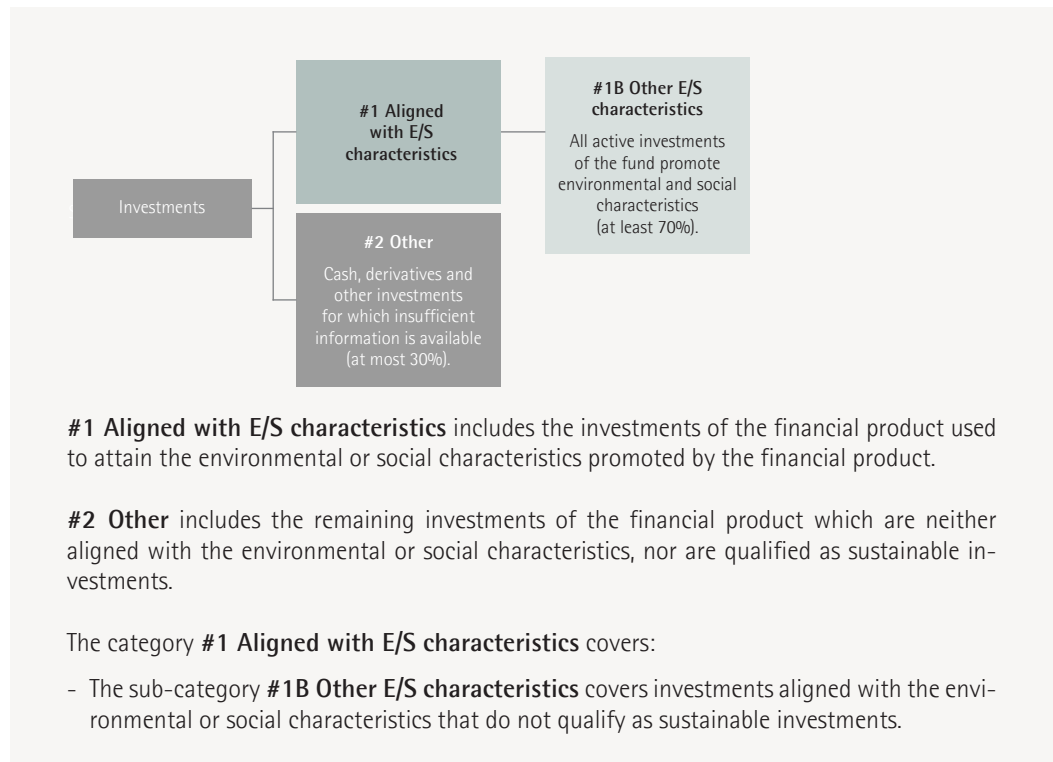 #1 Aligned
with E/S
characteristics
#1B Other E/S
characteristics
All active investments
of the fund promote
environmental and social
characteristics
(at least 70%).
Investments
#2 Other
Cash, derivatives and
other investments
for which insufficient
information is available
(at most 30%).
#1 Aligned with E/S characteristics includes the investments of the financial product used
to attain the environmental or social characteristics promoted by the financial product.
#2 Other includes the remaining investments of the financial product which are neither
aligned with the environmental or social characteristics, nor are qualified as sustainable in-
vestments.
The category #1 Aligned with E/S characteristics covers:
- The sub-category #1B Other E/S characteristics covers investments aligned with the envi-
ronmental or social characteristics that do not qualify as sustainable investments.